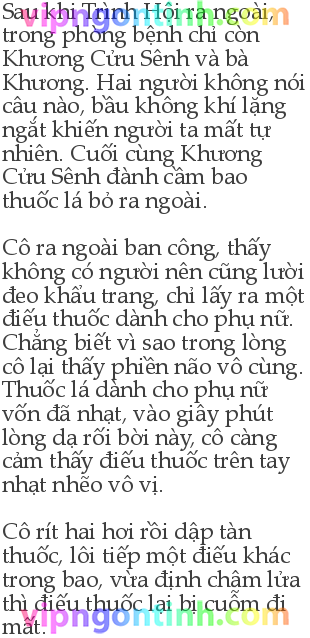 vipngontinh.com
Sau khi Trình Hội ra ngoài,
trong phòng bệnh chỉ còn
Khương Cửu Sênh và bà
Khương. Hai người không nói
câu nào, bầu không khí lặng
ngắt khiến người ta mất tự
nhiên. Cuối cùng Khương
Cửu Sênh đành cầm bao
thuốc lá bỏ ra ngoài.
Cô ra ngoài ban công, thấy
không có người nên cũng lười
đeo khẩu trang, chỉ lấy ra một
điếu thuốc dành cho phụ nữ.
Chẳng biết vì sao trong lòng
cô lại thấy phiền não vô cùng.
Thuốc lá dành cho phụ nữ
vốn đã nhạt, vào giây phút
lòng dạ rối bời này, cô càng
cảm thấy điếu thuốc trên tay
nhạt nhẽo vô vị.
Cô rít hai hơi rồi dập tàn
thuốc, lôi tiếp một điếu khác
trong bao, vừa định châm lửa
thì điếu thuốc lại bị cuỗm đi
mất.
vipngontinh.com